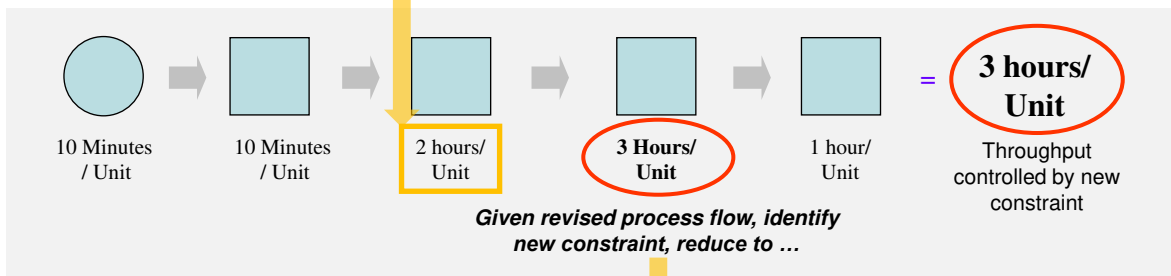 10 Minutes
/ Unit
10 Minutes
/ Unit
2 hours/
Unit
3 Hours/
Unit
1 hour/
Unit
=
3 hours/
Unit
Throughput
controlled by new
constraint
Given revised process flow, identify
new constraint, reduce to …